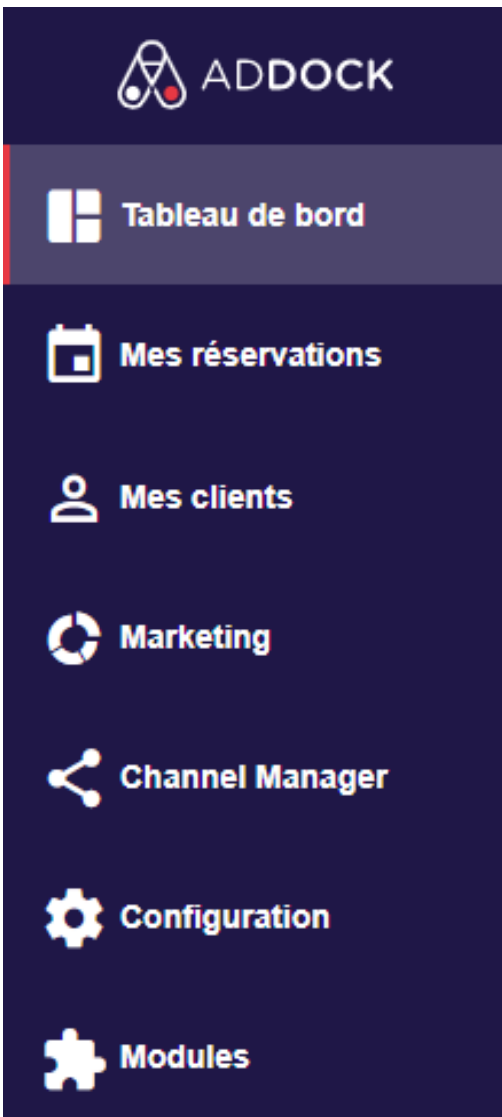 ADDOCK
Tableau de bord
Mes réservations
Mes clients
Marketing
Channel Manager
Configuration
Modules